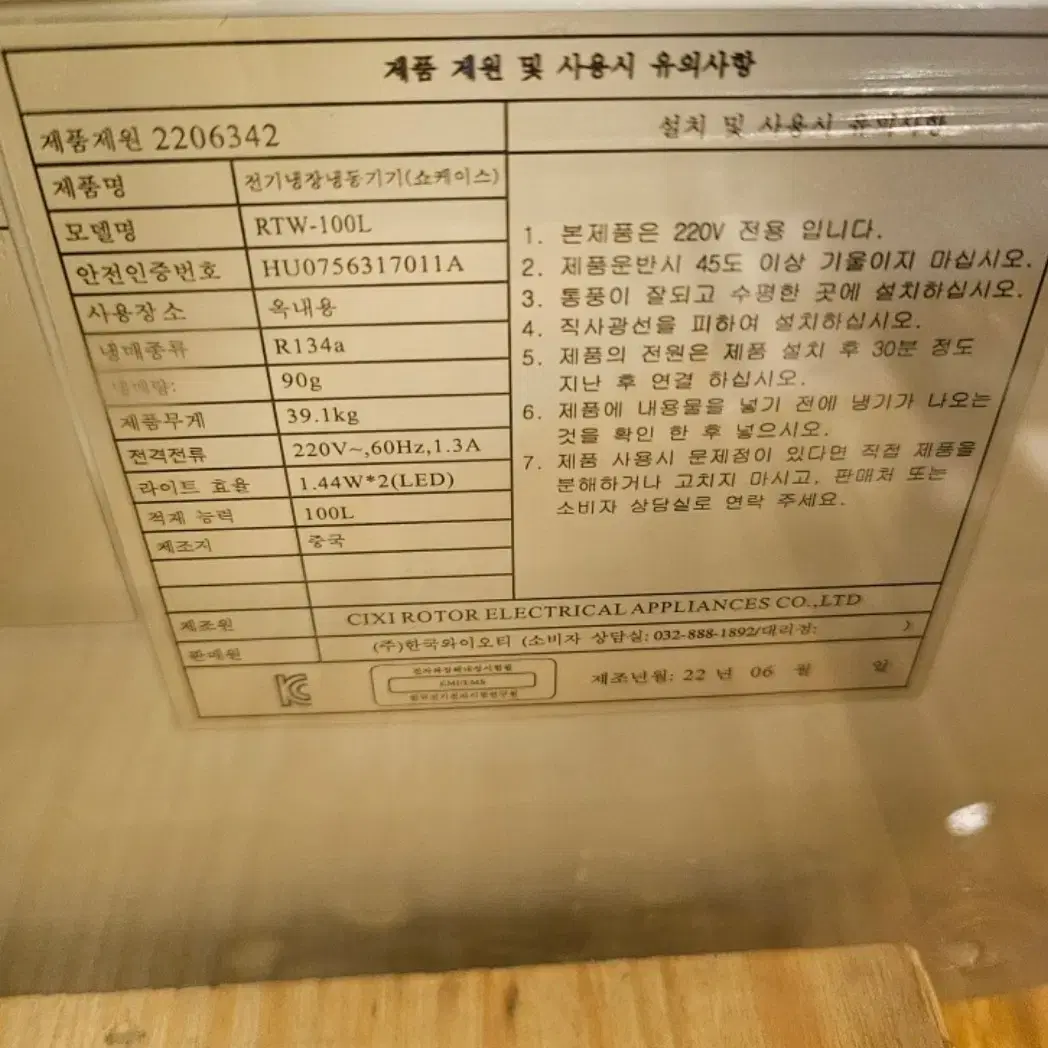 제품 제원 및 사용시 유의사항
제품제원 2206342
제품명 전기냉장냉동기기(쇼케이스)
모델명 RTW-100L
안전인증번호 HU0756317011A
사용장소 옥내용
냉매종류 R134a
냉매량: 90g
제품무게 39.1kg
전격전류 220V~,60Hz,1.3A
라이트 효율 1.44W*2(LED)
적재 능력 100L
제조지 중국
설치 및 사용시 유의사항
1. 본제품은 220V 전용 입니다.
2. 제품운반시 45도 이상 기울이지 마십시오.
3. 통풍이 잘되고 수평한 곳에 설치하십시오.
4. 직사광선을 피하여 설치하십시오.
5. 제품의 전원은 제품 설치 후 30분 정도
지난 후 연결 하십시오.
6. 제품에 내용물을 넣기 전에 냉기가 나오는
것을 확인 한 후 넣으시오.
7. 제품 사용시 문제점이 있다면 직접 제품을
분해하거나 고치지 마시고, 판매처 또는
소비자 상담실로 연락 주세요.
제조원 CIXI ROTOR ELECTRICAL APPLIANCES CO.,LTD
판매원 (주)한국와이오티 (소비자 상담실: 032-888-1892/대리점: )
제조년월: 22 년 06 월 일